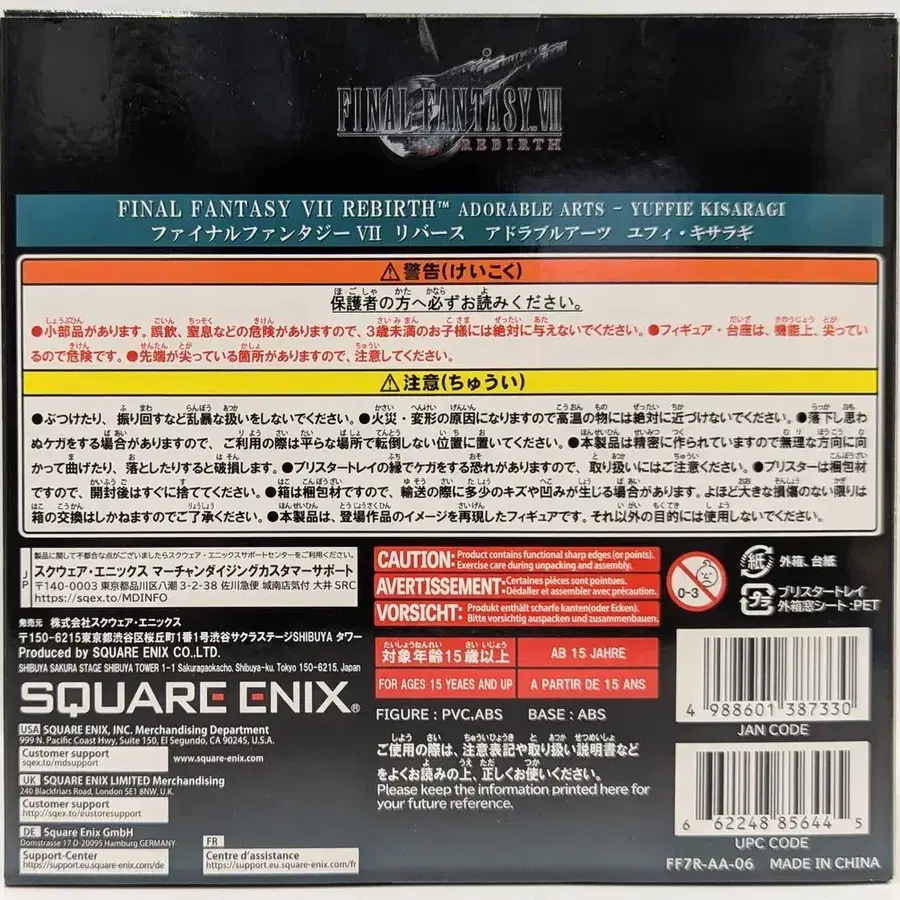 FINAL FANTASY VII
REBIRTH
FINAL FANTASY VII REBIRTH™ ADORABLE ARTS - YUFFIE KISARAGI
ファイナルファンタジーVII リバース アドラブルアーツ ユフィ・キサラギ
⚠警告(けいこく)
保護者の方へ必ずお読みください。
●小部品があります。誤飲、窒息などの危険がありますので、3歳未満のお子様には絶対に与えないでください。●フィギュア・台座は、機能上、尖ってい
るので危険です。●先端が尖っている箇所がありますので、注意してください。
⚠注意(ちゅうい)
●ぶつけたり、振り回すなど乱暴な扱いをしないでください。●火災・変形の原因になりますので高温の物には絶対に近づけないでください。●落下し思わ
ぬケガをする場合がありますので、ご利用の際は平らな場所で転倒しない位置に置いてください。●本製品は精密に作られていますので無理な方向に向
かって曲げたり、落としたりすると破損します。●ブリスタートレイの縁でケガをする恐れがありますので、取り扱いにはご注意ください。●ブリスターは梱包材
ですので、開封後はすぐに捨ててください。●箱は梱包材ですので、輸送の際に多少のキズや凹みが生じる場合があります。よほど大きな損傷のない限りは
箱の交換はしかねますのでご了承ください。●本製品は、登場作品のイメージを再現したフィギュアです。それ以外の目的には使用しないでください。
JP
製品に関して不都合な点がございましたらスクウェア・エニックスサポートセンターをご利用ください。
スクウェア・エニックス マーチャンダイジングカスタマーサポート
〒140-0003 東京都品川区八潮 3-2-38 佐川急便 城南店気付 大井 SRC
https://sqex.to/MDINFO
発売元 株式会社スクウェア・エニックス
〒150-6215東京都渋谷区桜丘町1番1号渋谷サクラステージSHIBUYA タワー
Produced by SQUARE ENIX CO.,LTD.
SHIBUYA SAKURA STAGE SHIBUYA TOWER 1-1 Sakuragaokacho, Shibuya-ku, Tokyo 150-6215, Japan
SQUARE ENIX®
USA SQUARE ENIX, INC. Merchandising Department
999 N. Pacific Coast Hwy, Suite 150, El Segundo, CA 90245, U.S.A.
Customer support
sqex.to/mdsupport
www.square-enix.com
UK SQUARE ENIX LIMITED Merchandising
240 Blackfriars Road, London SE1 8NW, U.K.
Customer support
http://sqex.to/eustoresupport
DE Square Enix GmbH
Domstrasse 17 D-20095 Hamburg GERMANY
Support-Center
https://support.eu.square-enix.com/de
FR
Centre d'assistance
https://support.eu.square-enix.com/fr
CAUTION: Product contains functional sharp edges (or points).
Exercise care during unpacking and assembly.
AVERTISSEMENT: Certaines pièces sont pointues.
Déballer et assembler avec précaution.
VORSICHT: Produkt enthält scharfe kanten(oder Ecken).
Bitte vorsichtig auspacken und zusammenbauen.
0-3
紙 外箱、台紙
プラ ブリスタートレイ
外箱窓シート:PET
対象年齢15歳以上
AB 15 JAHRE
FOR AGES 15 YEAES AND UP
A PARTIR DE 15 ANS
FIGURE : PVC,ABS BASE : ABS
ご使用の際は、注意表記や取り扱い説明書など
をよくお読みの上、正しくお使いください。
Please keep the information printed here for
your future reference.
4 988601 387330
JAN CODE
6 62248 85644 5
UPC CODE
FF7R-AA-06 MADE IN CHINA